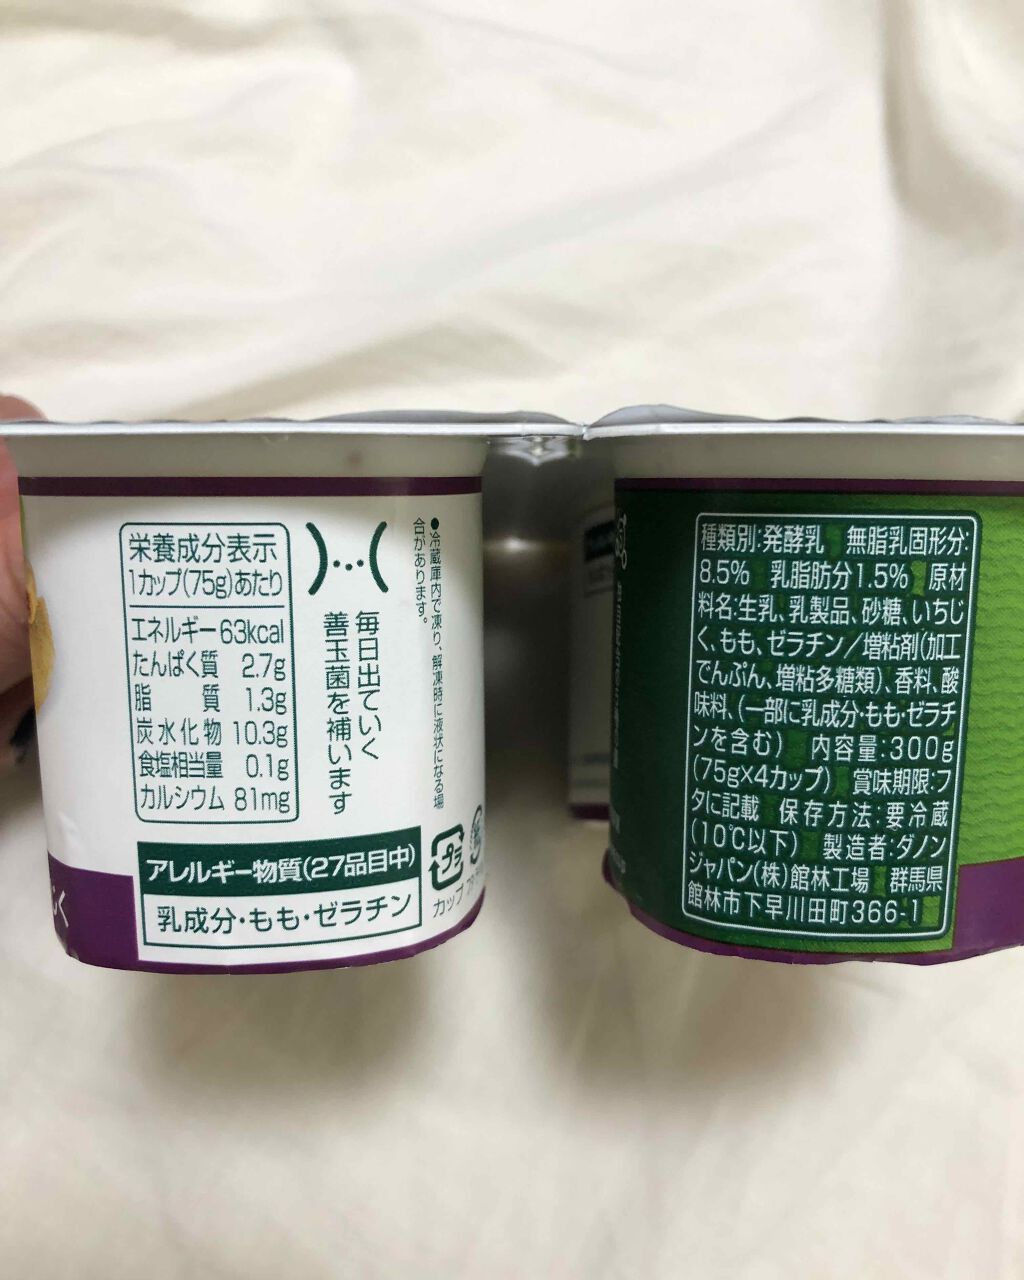 栄養成分表示
1カップ(75g)あたり
エネルギー 63kcal
たんぱく質 2.7g
脂質 1.3g
炭水化物 10.3g
食塩相当量 0.1g
カルシウム 81mg
)…(
毎日出ていく
善玉菌を補います
●冷蔵庫内で凍り、解凍時に液状になる場
合があります。
アレルギー物質(27品目中)
乳成分・もも・ゼラチン
プラ
カップ
じく
種類別:発酵乳 無脂乳固形分:
8.5% 乳脂肪分1.5% 原材
料名:生乳、乳製品、砂糖、いちじ
く、もも、ゼラチン/増粘剤(加工
でんぷん、増粘多糖類)、香料、酸
味料、(一部に乳成分・もも・ゼラチ
ンを含む) 内容量:300g
(75g×4カップ) 賞味期限:フ
タに記載 保存方法:要冷蔵
(10℃以下) 製造者:ダノン
ジャパン(株)館林工場 群馬県
館林市下早川田町366-1